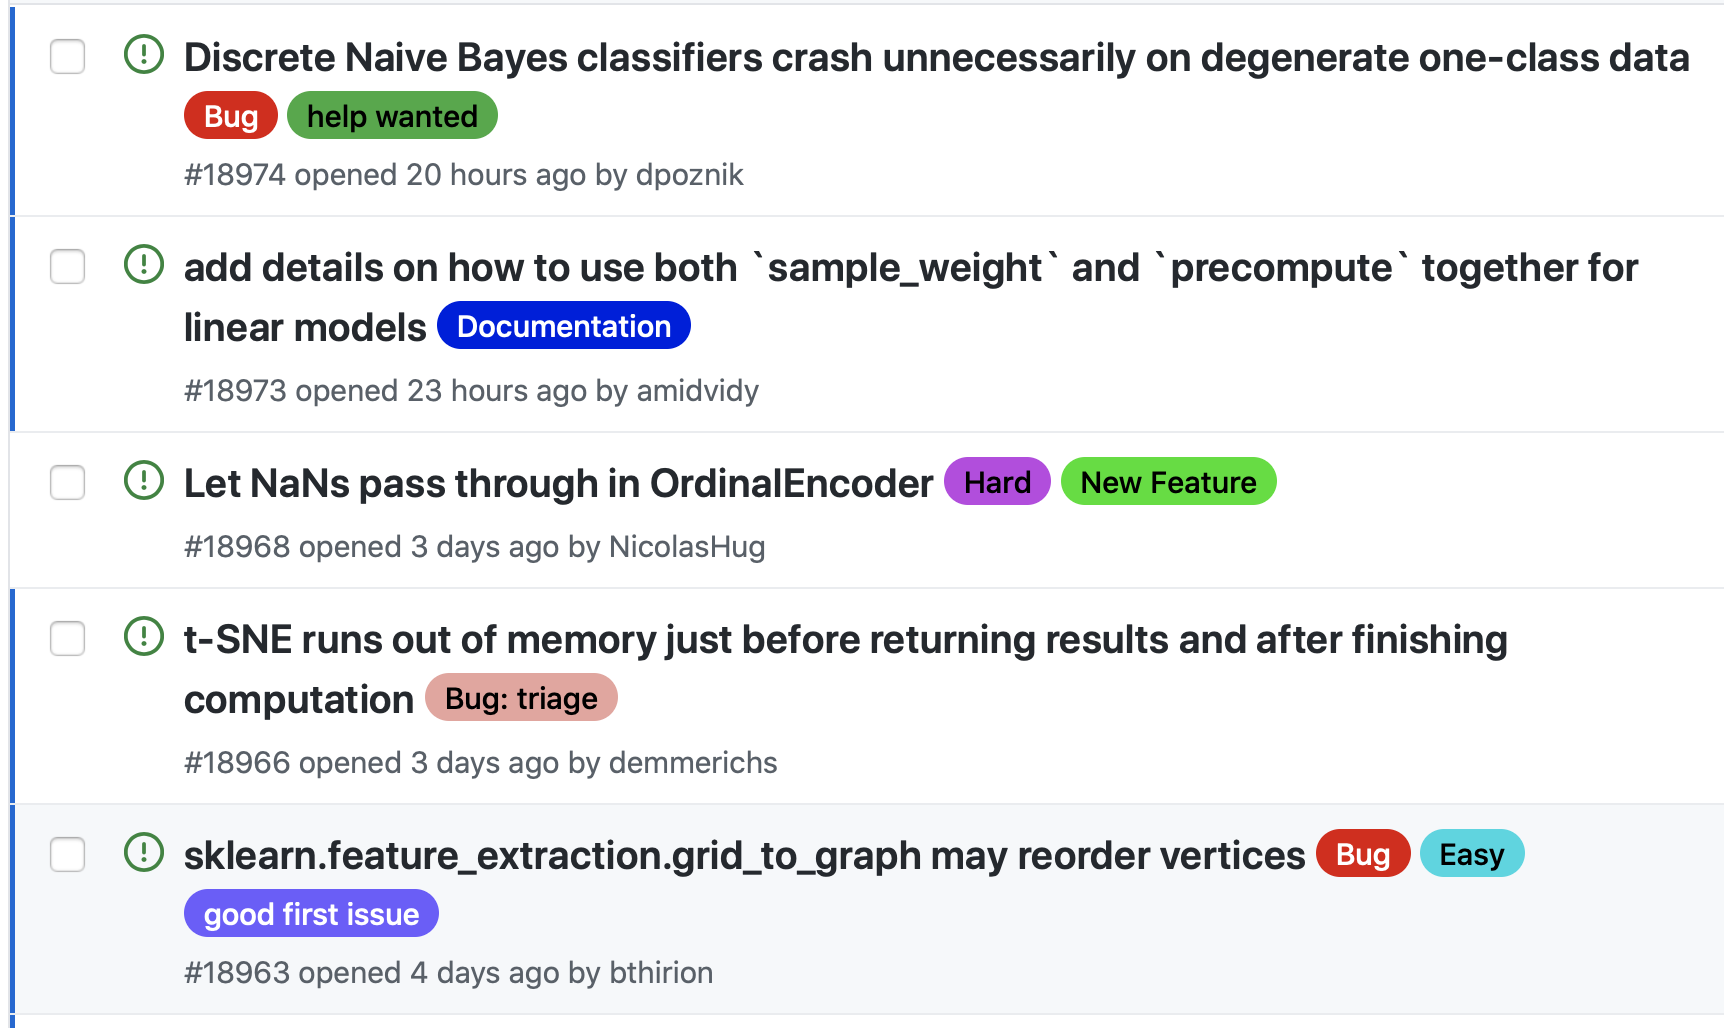 Discrete Naive Bayes classifiers crash unnecessarily on degenerate one-class data
Bug help wanted
#18974 opened 20 hours ago by dpoznik
add details on how to use both `sample_weight` and `precompute` together for
linear models Documentation
#18973 opened 23 hours ago by amidvidy
Let NaNs pass through in OrdinalEncoder Hard New Feature
#18968 opened 3 days ago by NicolasHug
t-SNE runs out of memory just before returning results and after finishing
computation Bug: triage
#18966 opened 3 days ago by demmerichs
sklearn.feature_extraction.grid_to_graph may reorder vertices Bug Easy
good first issue
#18963 opened 4 days ago by bthirion